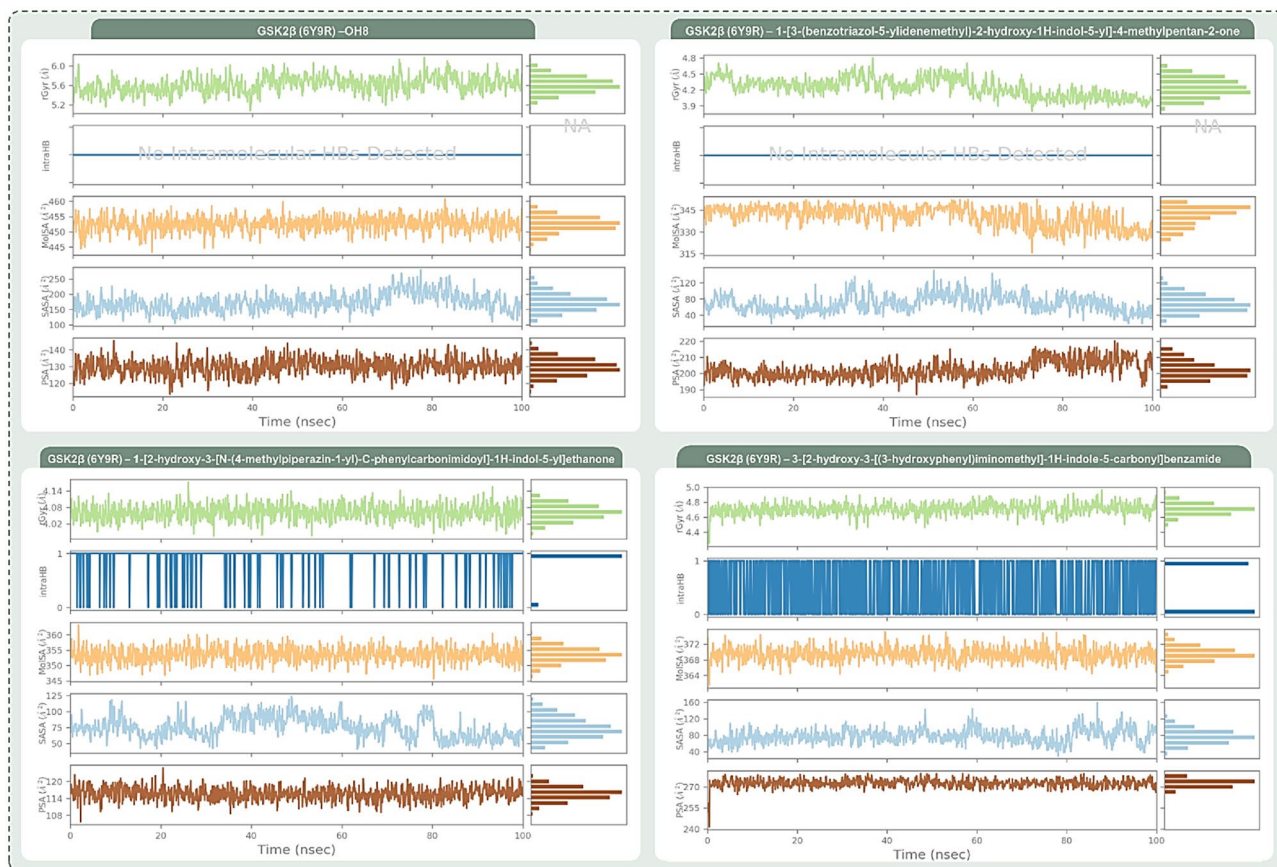 GSK2β (6Y9R) –OH8
rGyr (Å)
6.0
5.6
5.2
intraHB
No Intramolecular HBs Detected
NA
MolSA (Å²)
460
455
450
445
SASA (Å²)
250
200
150
100
PSA (Å²)
140
130
120
0 20 40 60 80 100
Time (nsec)
GSK2β (6Y9R) – 1-[3-(benzotriazol-5-ylidenemethyl)-2-hydroxy-1H-indol-5-yl]-4-methylpentan-2-one
rGyr (Å)
4.8
4.5
4.2
3.9
intraHB
No Intramolecular HBs Detected
NA
MolSA (Å²)
345
330
315
SASA (Å²)
120
80
40
PSA (Å²)
220
210
200
190
0 20 40 60 80 100
Time (nsec)
GSK2β (6Y9R) – 1-[2-hydroxy-3-[N-(4-methylpiperazin-1-yl)-C-phenylcarbonimidoyl]-1H-indol-5-yl]ethanone
rGyr (Å)
4.14
4.08
4.02
intraHB
1
0
MolSA (Å²)
360
355
350
345
SASA (Å²)
125
100
75
50
PSA (Å²)
120
114
108
0 20 40 60 80 100
Time (nsec)
GSK2β (6Y9R) – 3-[2-hydroxy-3-[(3-hydroxyphenyl)iminomethyl]-1H-indole-5-carbonyl]benzamide
rGyr (Å)
5.0
4.8
4.6
4.4
intraHB
1
0
MolSA (Å²)
372
368
364
SASA (Å²)
160
120
80
40
PSA (Å²)
270
255
240
0 20 40 60 80 100
Time (nsec)